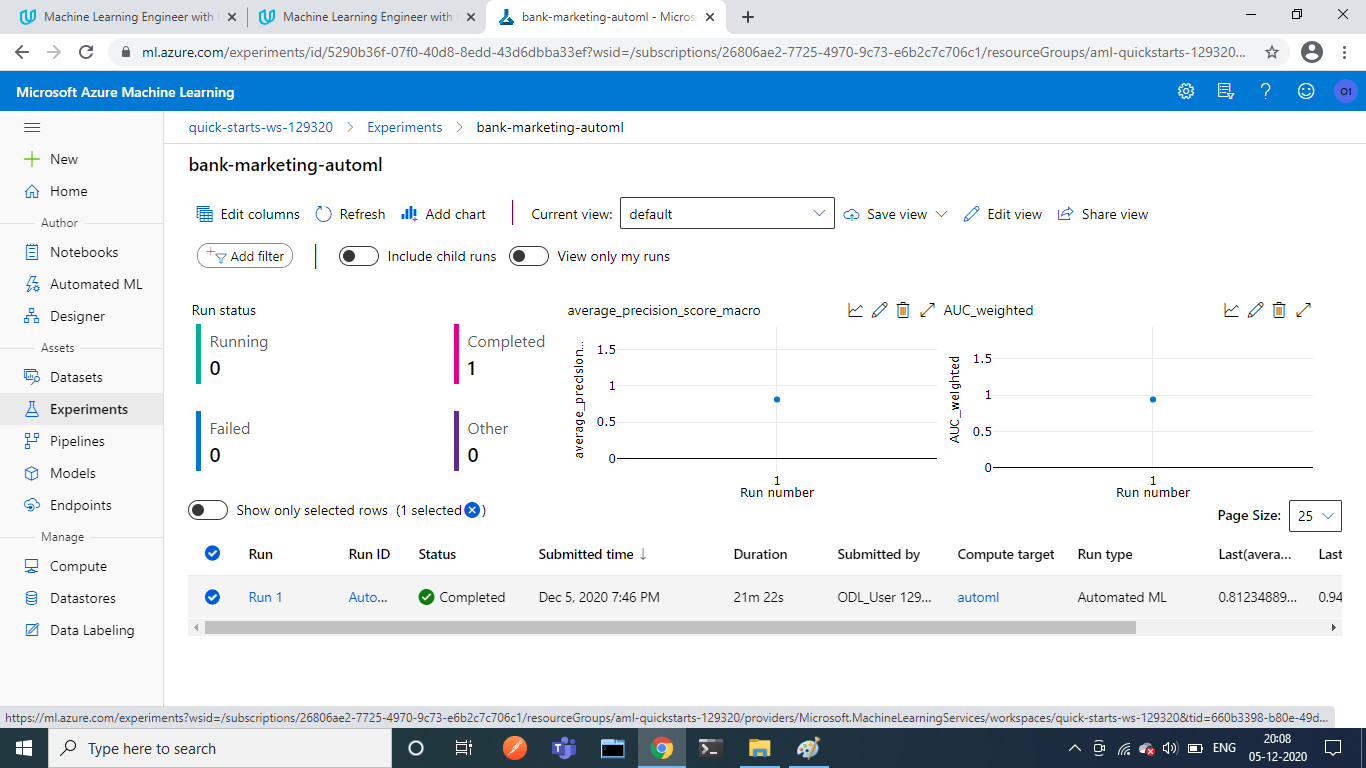 Machine Learning Engineer with
Machine Learning Engineer with
bank-marketing-automl - Micros
ml.azure.com/experiments/id/5290b36f-07f0-40d8-8edd-43d6dbba33ef?wsid=/subscriptions/26806ae2-7725-4970-9c73-e6b2c7c706c1/resourceGroups/aml-quickstarts-129320...
Microsoft Azure Machine Learning
O1
quick-starts-ws-129320 > Experiments > bank-marketing-automl
New
Home
Author
Notebooks
Automated ML
Designer
Assets
Datasets
Experiments
Pipelines
Models
Endpoints
Manage
Compute
Datastores
Data Labeling
bank-marketing-automl
Edit columns Refresh Add chart Current view: default Save view Edit view Share view
Add filter Include child runs View only my runs
Run status
Running
0
Completed
1
Failed
0
Other
0
average_precision_score_macro
average_precision...
1.5
1
0.5
0
1
Run number
AUC_weighted
AUC_weighted
1.5
1
0.5
0
1
Run number
Show only selected rows (1 selected )
Page Size: 25
Run Run ID Status Submitted time ↓ Duration Submitted by Compute target Run type Last(avera... Last
Run 1 Auto... Completed Dec 5, 2020 7:46 PM 21m 22s ODL_User 129... automl Automated ML 0.81234889... 0.94
https://ml.azure.com/experiments?wsid=/subscriptions/26806ae2-7725-4970-9c73-e6b2c7c706c1/resourceGroups/aml-quickstarts-129320/providers/Microsoft.MachineLearningServices/workspaces/quick-starts-ws-129320&tid=660b3398-b80e-49d...
Type here to search
ENG
20:08
05-12-2020